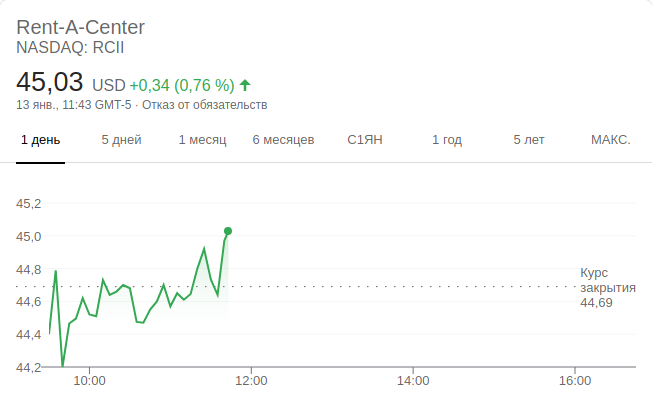 Rent-A-Center
NASDAQ: RCII
45,03 USD +0,34 (0,76 %)
13 янв., 11:43 GMT-5 · Отказ от обязательств
1 день 5 дней 1 месяц 6 месяцев С1ЯН 1 год 5 лет МАКС.
45,2
45,0
44,8
44,6
44,4
44,2
Курс
закрытия
44,69
10:00 12:00 14:00 16:00